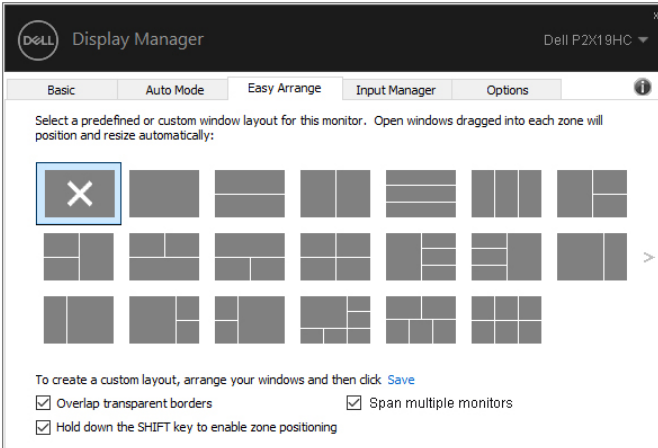 x
DELL Display Manager
Dell P2X19HC
Basic Auto Mode Easy Arrange Input Manager Options i
Select a predefined or custom window layout for this monitor. Open windows dragged into each zone will
position and resize automatically:
>
To create a custom layout, arrange your windows and then click Save
Overlap transparent borders Span multiple monitors
Hold down the SHIFT key to enable zone positioning